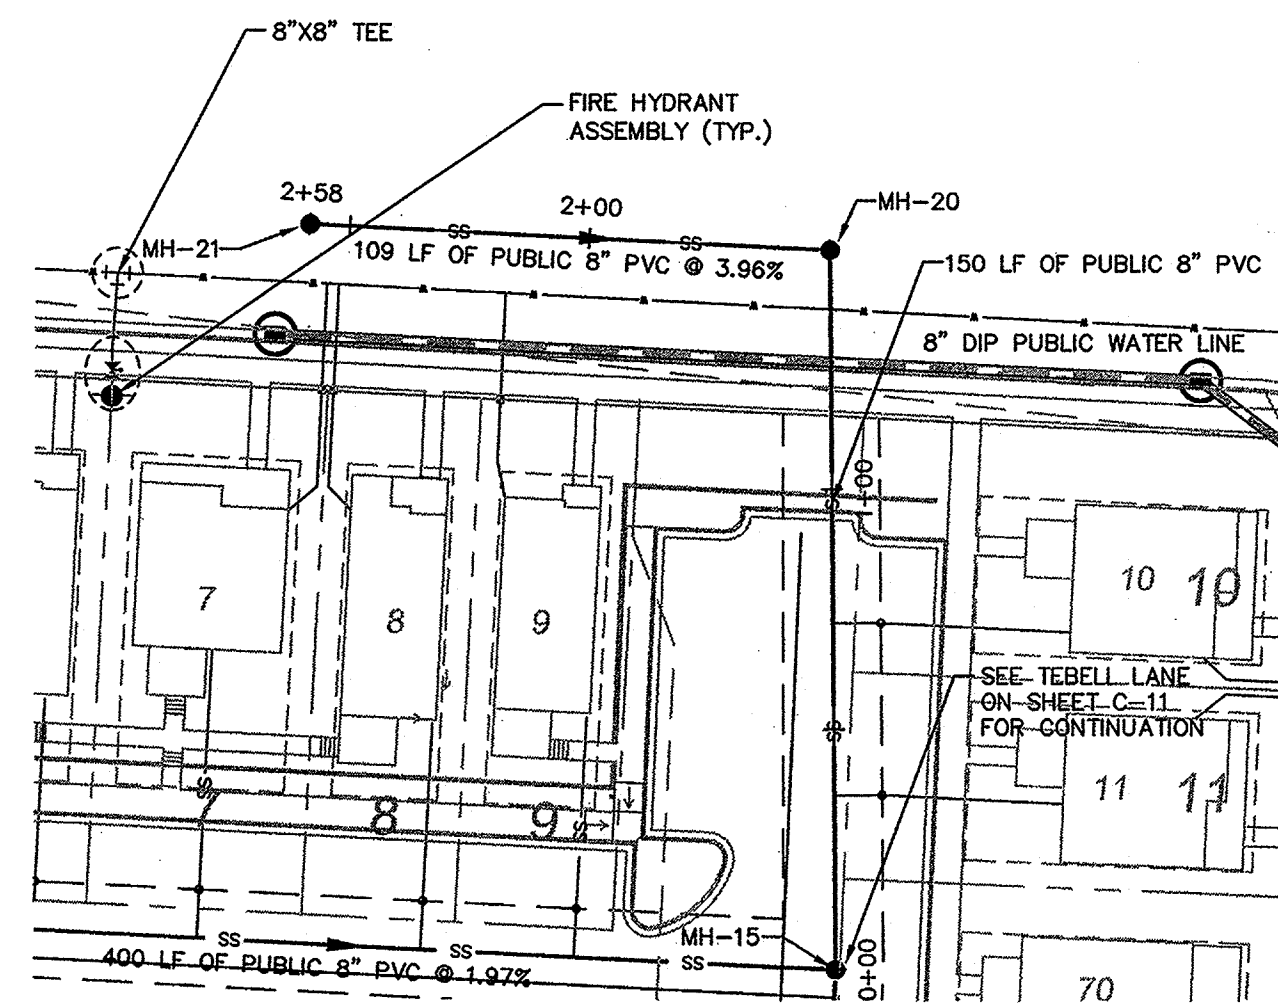 8"X8" TEE
FIRE HYDRANT
ASSEMBLY (TYP.)
2+58
2+00
MH-20
MH-21
SS
SS
109 LF OF PUBLIC 8" PVC @ 3.96%
150 LF OF PUBLIC 8" PVC
8" DIP PUBLIC WATER LINE
1+00
SS
7
8
9
10
10
SEE TEBELL LANE
ON SHEET C-11
FOR CONTINUATION
SS
11
11
SS
7
8
9
SS
MH-15
SS
SS
SS
400 LF OF PUBLIC 8" PVC @ 1.97%
0+00
70